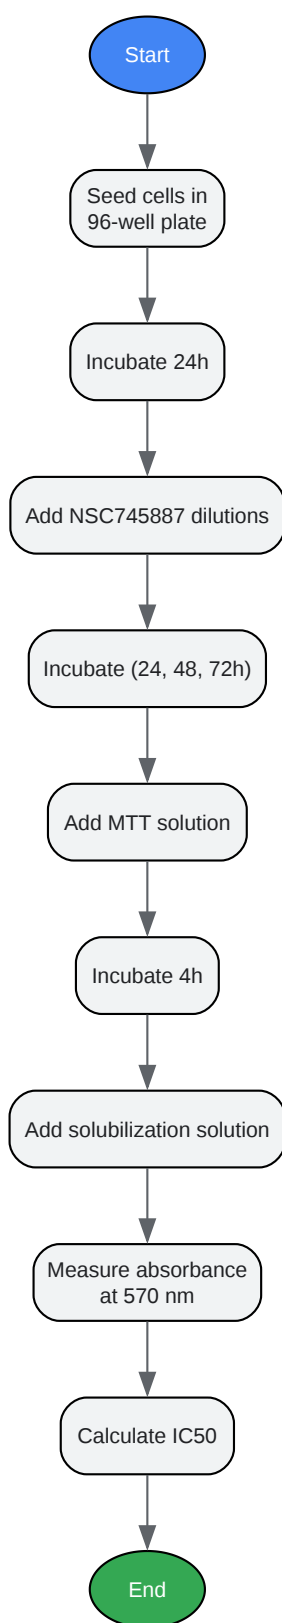 Start
Seed cells in
96-well plate
Incubate 24h
Add NSC745887 dilutions
Incubate (24, 48, 72h)
Add MTT solution
Incubate 4h
Add solubilization solution
Measure absorbance
at 570 nm
Calculate IC50
End